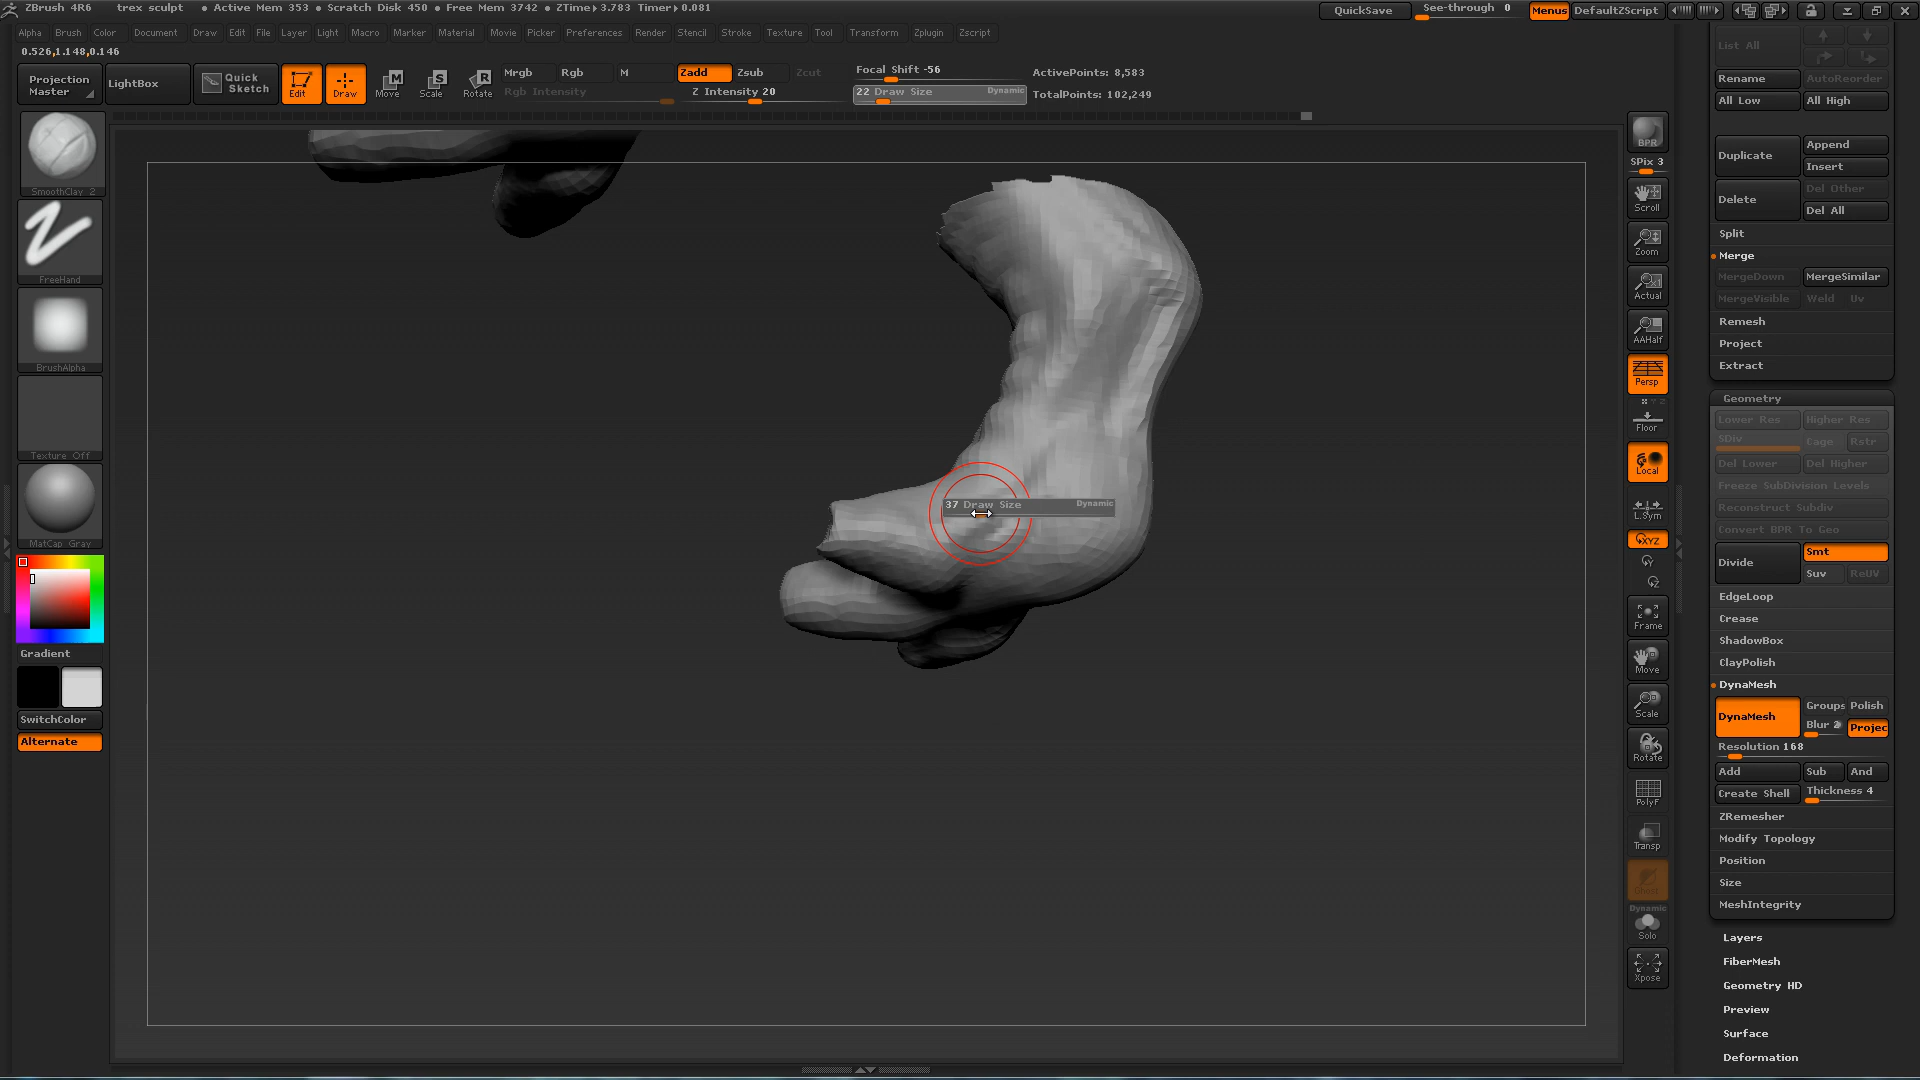 ZBrush 4R6 trex sculpt • Active Mem 353 • Scratch Disk 450 • Free Mem 3742 • ZTime▸3.783 Timer▸0.081 QuickSave See-through 0 Menus DefaultZScript
Alpha Brush Color Document Draw Edit File Layer Light Macro Marker Material Movie Picker Preferences Render Stencil Stroke Texture Tool Transform Zplugin Zscript
0.526,1.148,0.146
Projection Master
LightBox
Quick Sketch
Edit
Draw
Move
Scale
Rotate
Mrgb Rgb M Zadd Zsub Zcut
Rgb Intensity Z Intensity 20
Focal Shift -56
22 Draw Size Dynamic
ActivePoints: 8,583
TotalPoints: 102,249
SmoothClay_2
FreeHand
BrushAlpha
Texture Off
MatCap Gray
Gradient
SwitchColor
Alternate
37 Draw Size Dynamic
BPR
SPix 3
Scroll
Zoom
Actual
AAHalf
Persp
Floor
Local
L.Sym
XYZ
Y
Z
Frame
Move
Scale
Rotate
PolyF
Transp
Ghost
Dynamic
Solo
Xpose
List All
Rename AutoReorder
All Low All High
Duplicate
Append
Insert
Delete
Del Other
Del All
Split
Merge
MergeDown MergeSimilar
MergeVisible Weld Uv
Remesh
Project
Extract
Geometry
Lower Res Higher Res
SDiv Cage Rstr
Del Lower Del Higher
Freeze SubDivision Levels
Reconstruct Subdiv
Convert BPR To Geo
Divide
Smt
Suv ReUV
EdgeLoop
Crease
ShadowBox
ClayPolish
DynaMesh
DynaMesh
Groups Polish
Blur 2 Projec
Resolution 168
Add Sub And
Create Shell Thickness 4
ZRemesher
Modify Topology
Position
Size
MeshIntegrity
Layers
FiberMesh
Geometry HD
Preview
Surface
Deformation